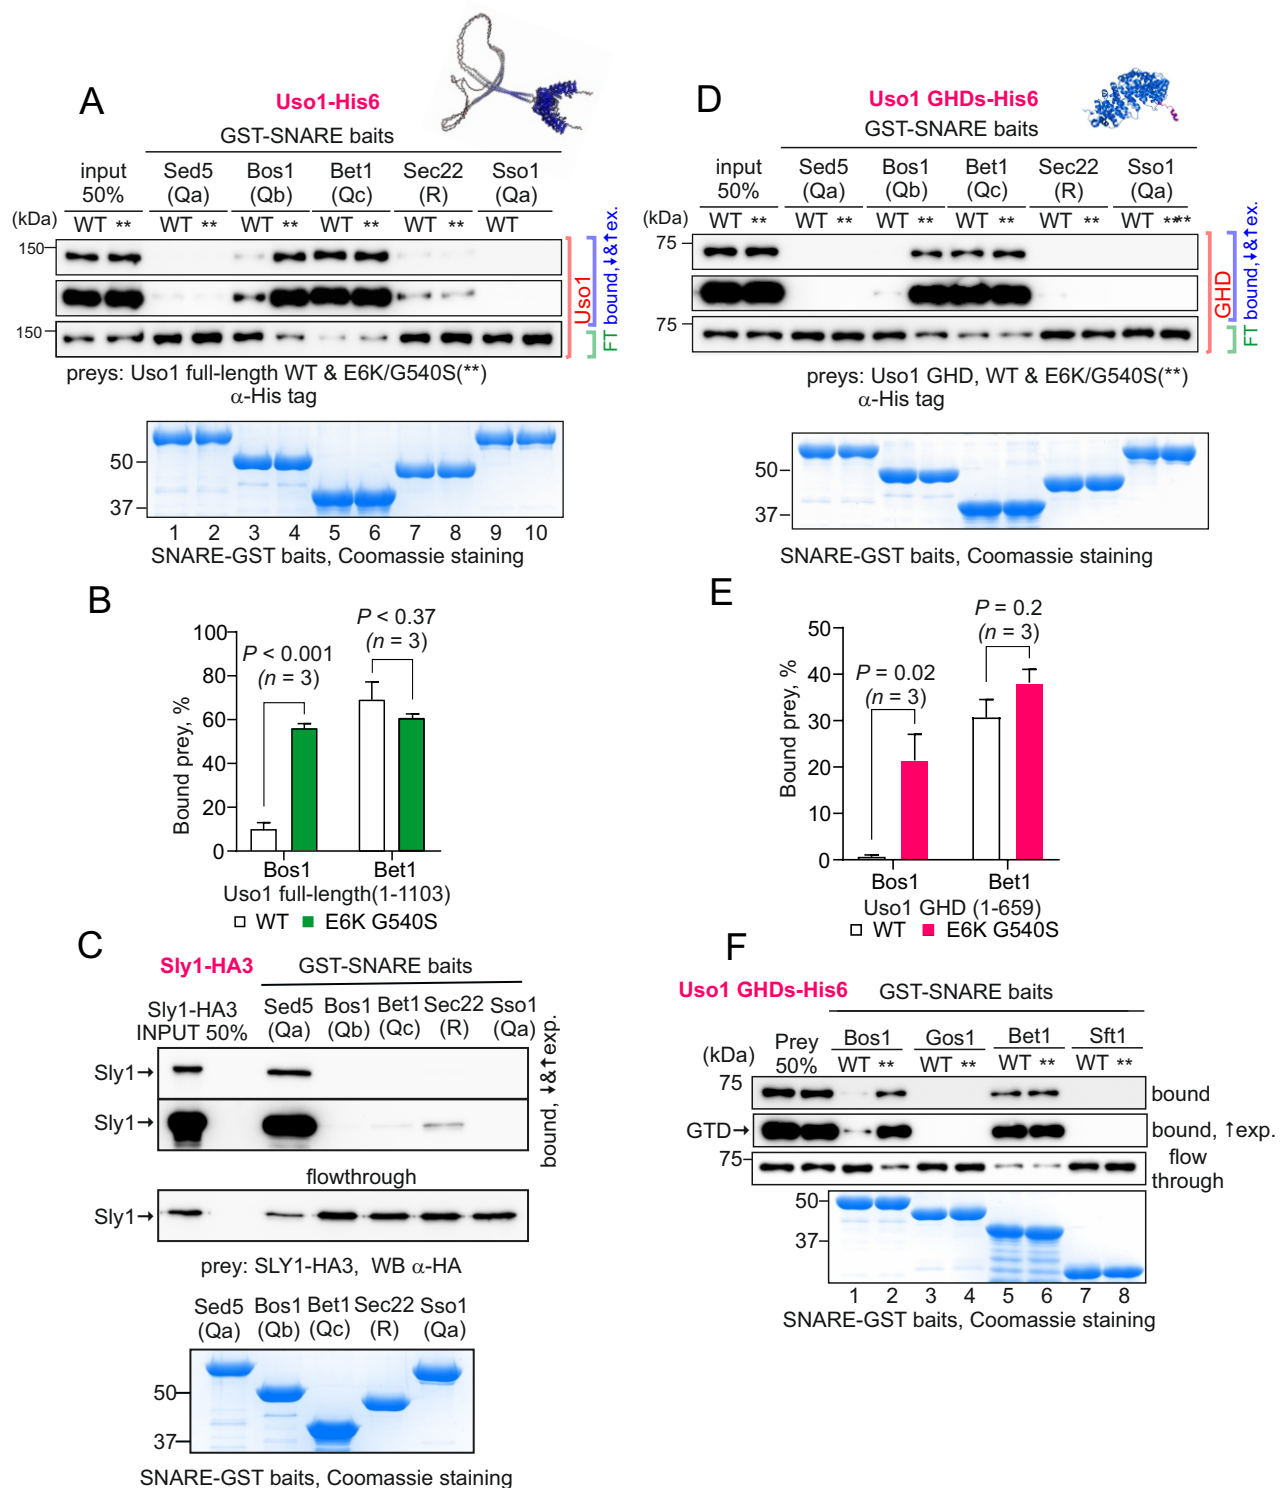 A
Uso1-His6
GST-SNARE baits
input 50%
Sed5 (Qa)
Bos1 (Qb)
Bet1 (Qc)
Sec22 (R)
Sso1 (Qa)
(kDa) WT ** WT ** WT ** WT ** WT ** WT
150
150
Uso1
bound,↓&↑ex.
FT
preys: Uso1 full-length WT & E6K/G540S(**)
α-His tag
50
37
1 2 3 4 5 6 7 8 9 10
SNARE-GST baits, Coomassie staining
B
P < 0.001
(n = 3)
P < 0.37
(n = 3)
Bound prey, %
100
80
60
40
20
0
Bos1 Bet1
Uso1 full-length(1-1103)
WT E6K G540S
C
Sly1-HA3
GST-SNARE baits
Sly1-HA3 INPUT 50%
Sed5 (Qa)
Bos1 (Qb)
Bet1 (Qc)
Sec22 (R)
Sso1 (Qa)
Sly1→
Sly1→
bound, ↓&↑exp.
flowthrough
Sly1→
prey: SLY1-HA3, WB α-HA
Sed5 (Qa)
Bos1 (Qb)
Bet1 (Qc)
Sec22 (R)
Sso1 (Qa)
50
37
SNARE-GST baits, Coomassie staining
D
Uso1 GHDs-His6
GST-SNARE baits
input 50%
Sed5 (Qa)
Bos1 (Qb)
Bet1 (Qc)
Sec22 (R)
Sso1 (Qa)
(kDa) WT ** WT ** WT ** WT ** WT ** WT ****
75
75
GHD
bound,↓&↑ex.
FT
preys: Uso1 GHD, WT & E6K/G540S(**)
α-His tag
50
37
SNARE-GST baits, Coomassie staining
E
P = 0.02
(n = 3)
P = 0.2
(n = 3)
Bound prey, %
50
40
30
20
10
0
Bos1 Bet1
Uso1 GHD (1-659)
WT E6K G540S
F
Uso1 GHDs-His6
GST-SNARE baits
(kDa)
Prey 50%
Bos1 Gos1 Bet1 Sft1
WT ** WT ** WT ** WT **
75
bound
GTD→
bound, ↑exp.
75
flow through
50
37
1 2 3 4 5 6 7 8
SNARE-GST baits, Coomassie staining